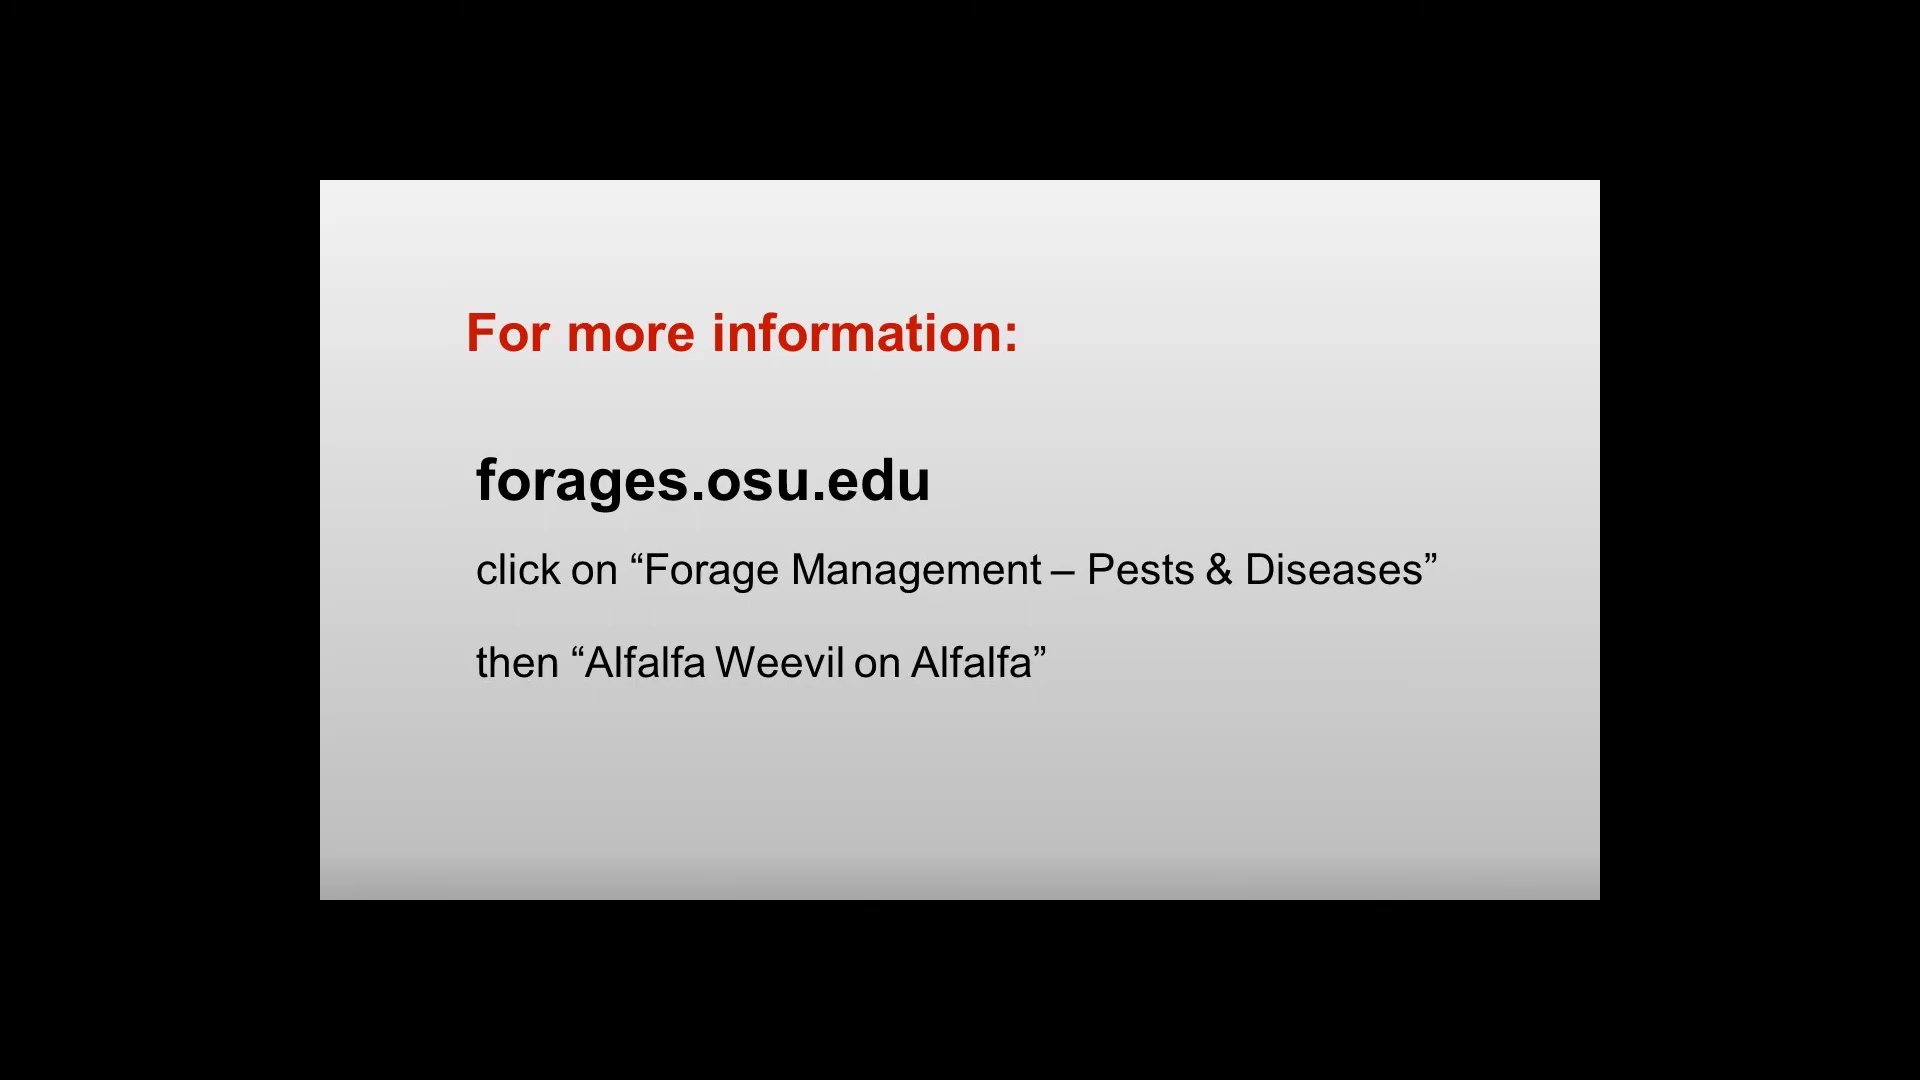 For more information:
forages.osu.edu
click on “Forage Management – Pests & Diseases”
then “Alfalfa Weevil on Alfalfa”